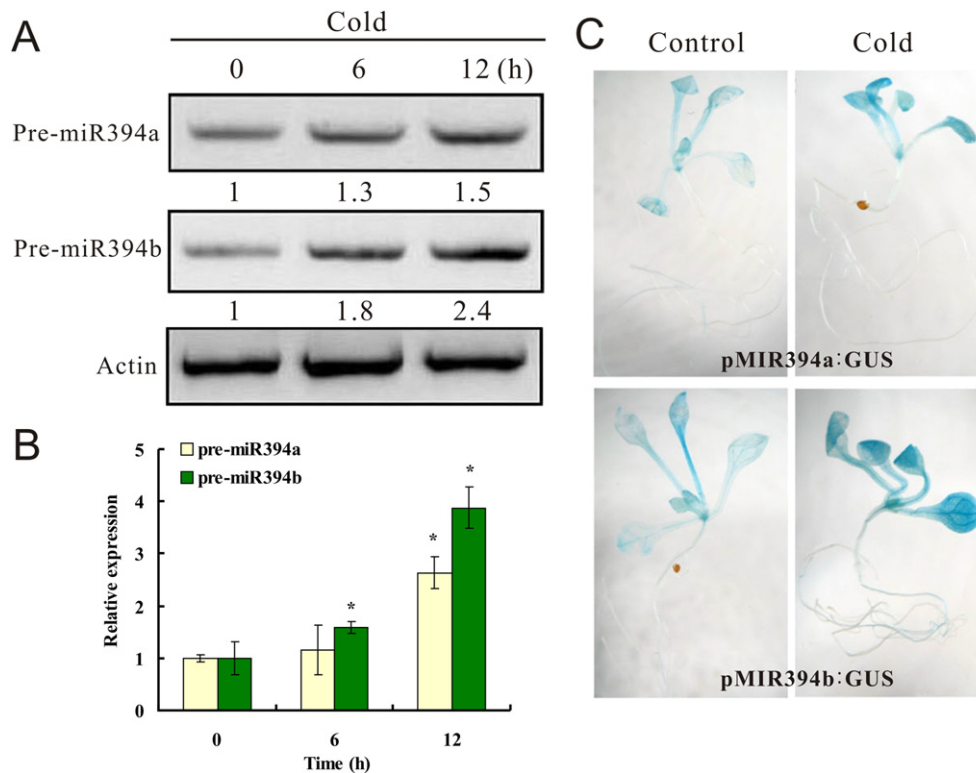 A
Cold
0 6 12 (h)
Pre-miR394a
1 1.3 1.5
Pre-miR394b
1 1.8 2.4
Actin
B
pre-miR394a
pre-miR394b
Relative expression
5
4
3
2
1
0
*
*
*
0 6 12
Time (h)
C
Control Cold
pMIR394a:GUS
pMIR394b:GUS